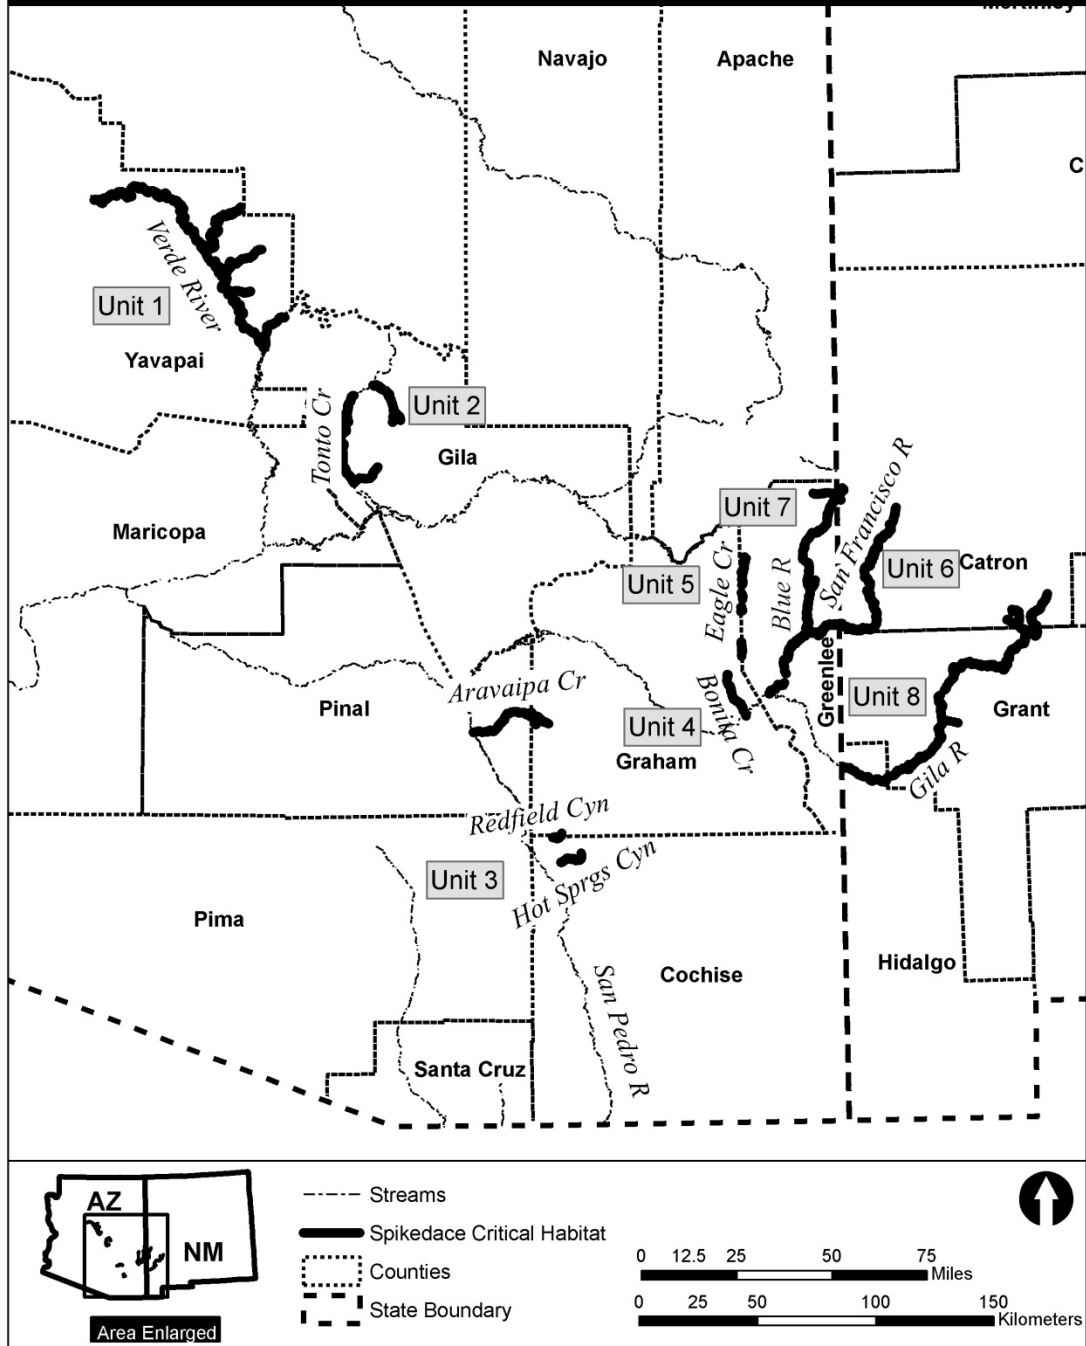 Navajo
Apache
C
Verde River
Unit 1
Yavapai
Tonto Cr
Unit 2
Gila
Maricopa
Unit 7
San Francisco R
Unit 6
Catron
Unit 5
Eagle Cr
Blue R
Greenlee
Aravaipa Cr
Pinal
Unit 4
Bonita Cr
Graham
Unit 8
Grant
Gila R
Redfield Cyn
Unit 3
Hot Sprgs Cyn
Pima
Cochise
Hidalgo
San Pedro R
Santa Cruz
AZ
NM
Area Enlarged
Streams
Spikedace Critical Habitat
Counties
State Boundary
0 12.5 25 50 75
Miles
0 25 50 100 150
Kilometers